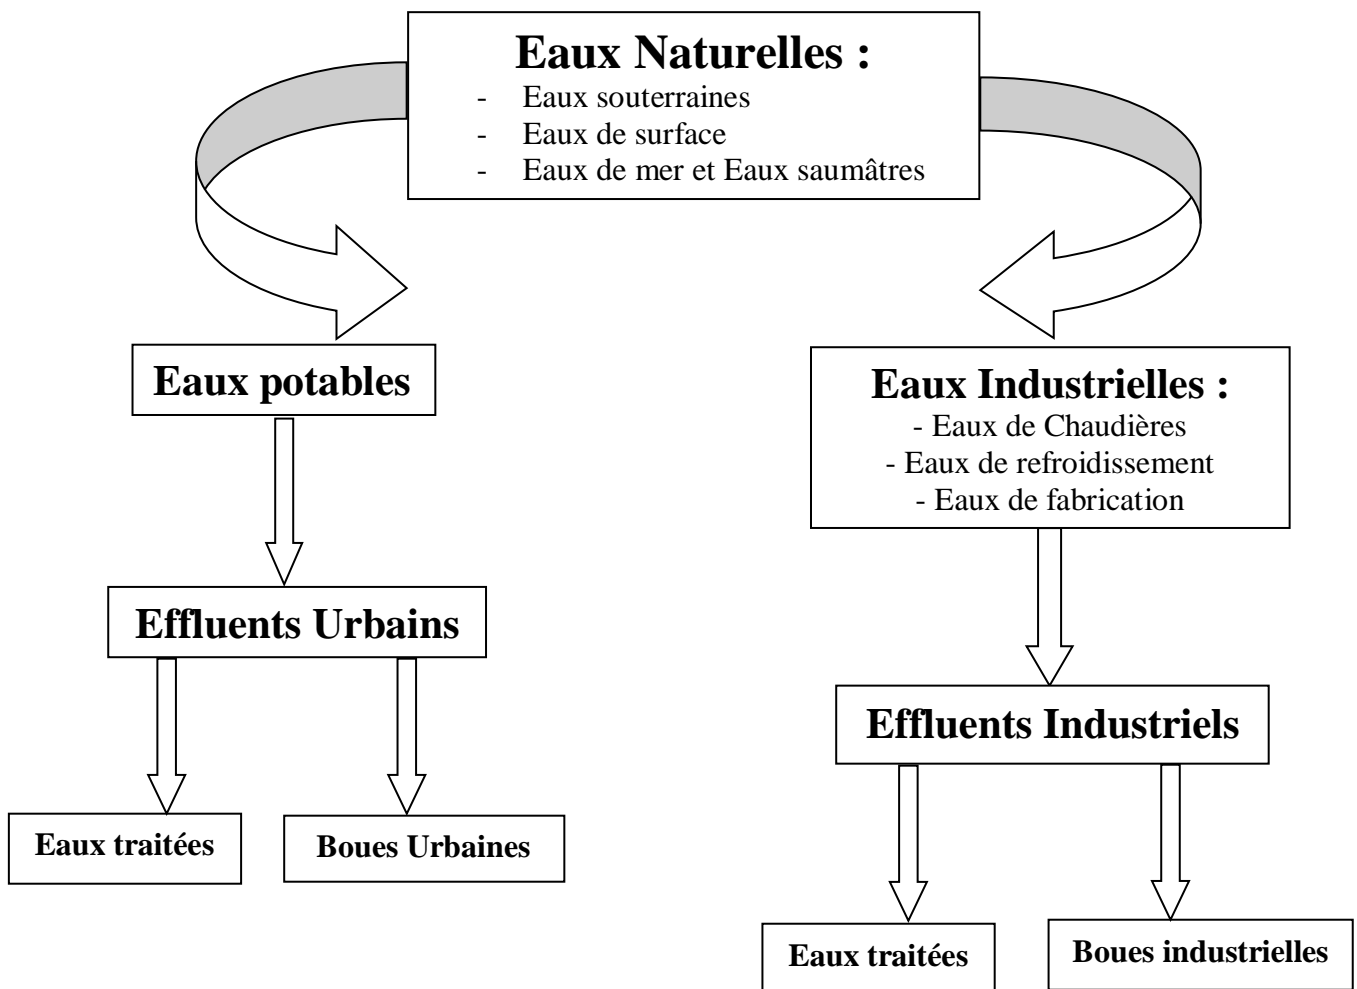 Eaux Naturelles :
- Eaux souterraines
- Eaux de surface
- Eaux de mer et Eaux saumâtres
Eaux potables
Eaux Industrielles :
- Eaux de Chaudières
- Eaux de refroidissement
- Eaux de fabrication
Effluents Urbains
Effluents Industriels
Eaux traitées
Boues Urbaines
Eaux traitées
Boues industrielles